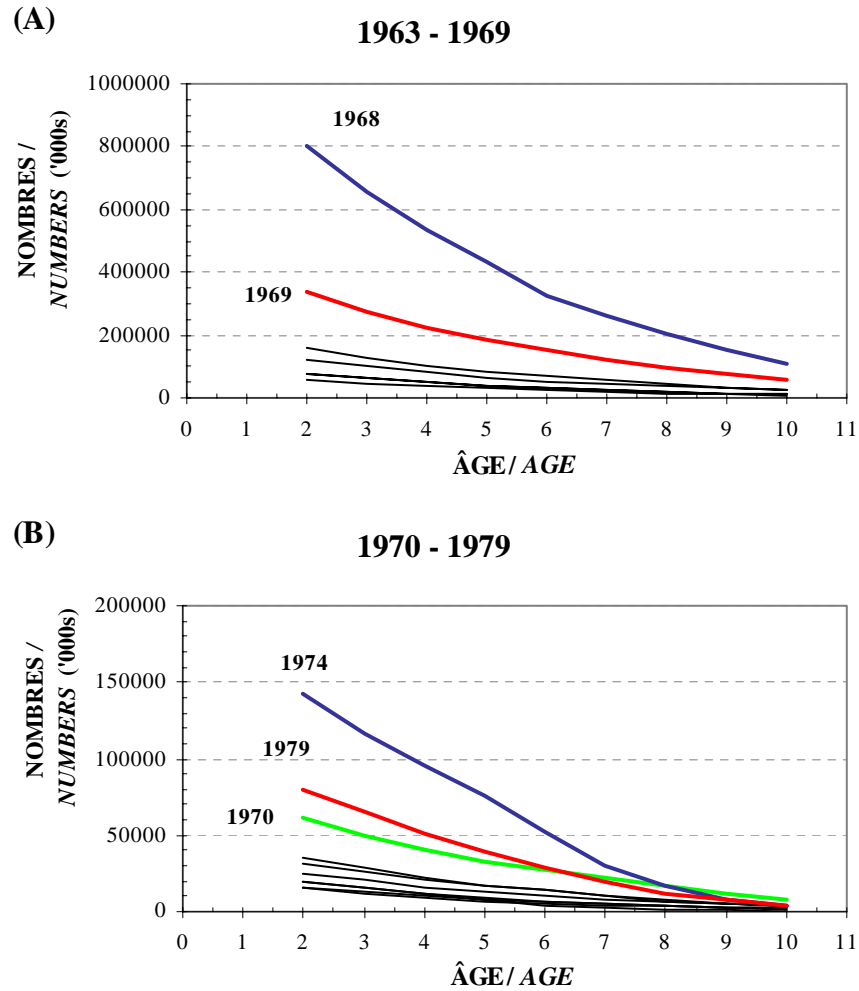 (A)
1963 - 1969
NOMBRES /
NUMBERS ('000s)
1000000
800000
600000
400000
200000
0
1968
1969
0 1 2 3 4 5 6 7 8 9 10 11
ÂGE / AGE
(B)
1970 - 1979
NOMBRES /
NUMBERS ('000s)
200000
150000
100000
50000
0
1974
1979
1970
0 1 2 3 4 5 6 7 8 9 10 11
ÂGE / AGE